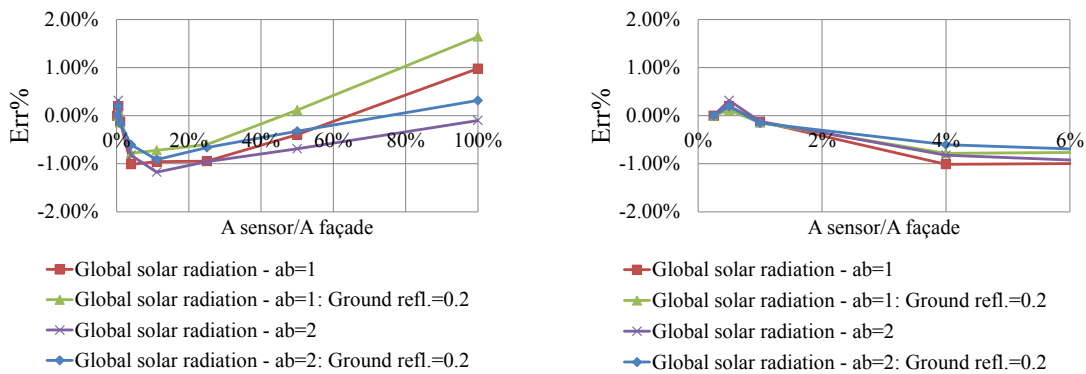 2.00%
1.00%
0.00%
-1.00%
-2.00%
Err%
0% 20% 40% 60% 80% 100%
A sensor/A façade
Global solar radiation - ab=1
Global solar radiation - ab=1: Ground refl.=0.2
Global solar radiation - ab=2
Global solar radiation - ab=2: Ground refl.=0.2
2.00%
1.00%
0.00%
-1.00%
-2.00%
Err%
0% 2% 4% 6%
A sensor/A façade
Global solar radiation - ab=1
Global solar radiation - ab=1: Ground refl.=0.2
Global solar radiation - ab=2
Global solar radiation - ab=2: Ground refl.=0.2